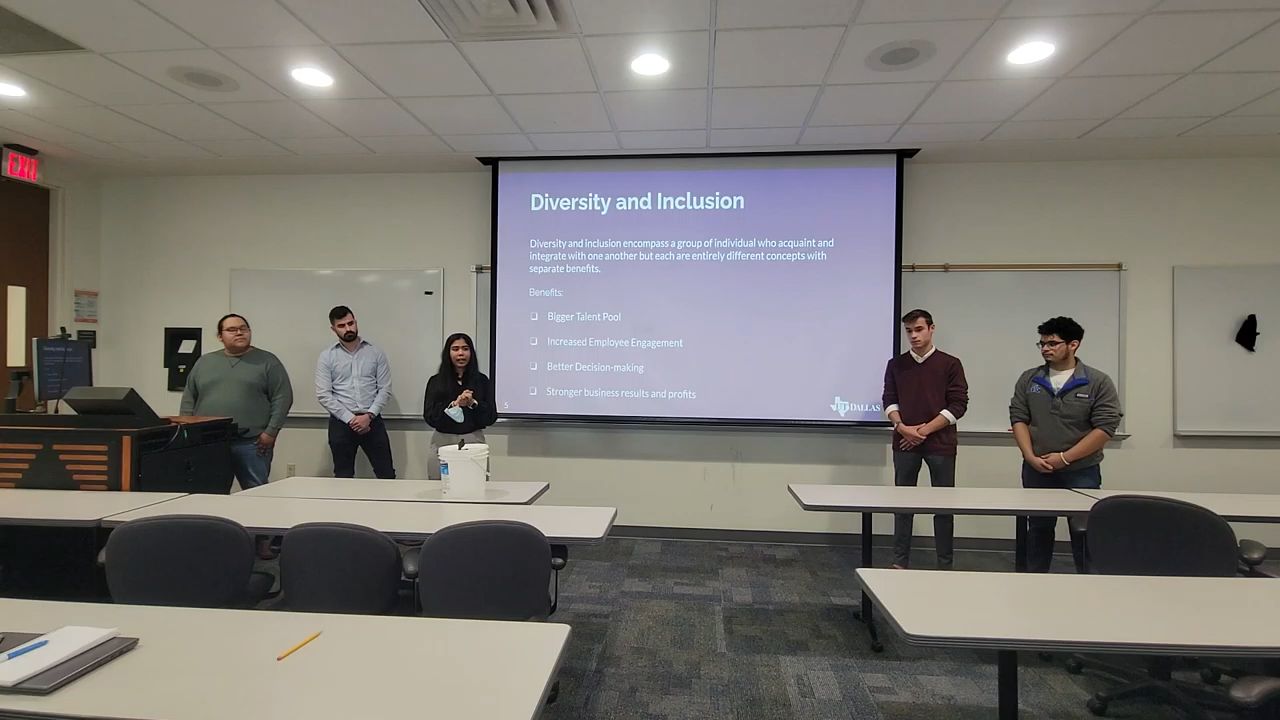 EXIT
Diversity and Inclusion
Diversity and inclusion encompass a group of individual who acquaint and
integrate with one another but each are entirely different concepts with
separate benefits.
Benefits:
Bigger Talent Pool
Increased Employee Engagement
Better Decision-making
Stronger business results and profits
5
UT DALLAS